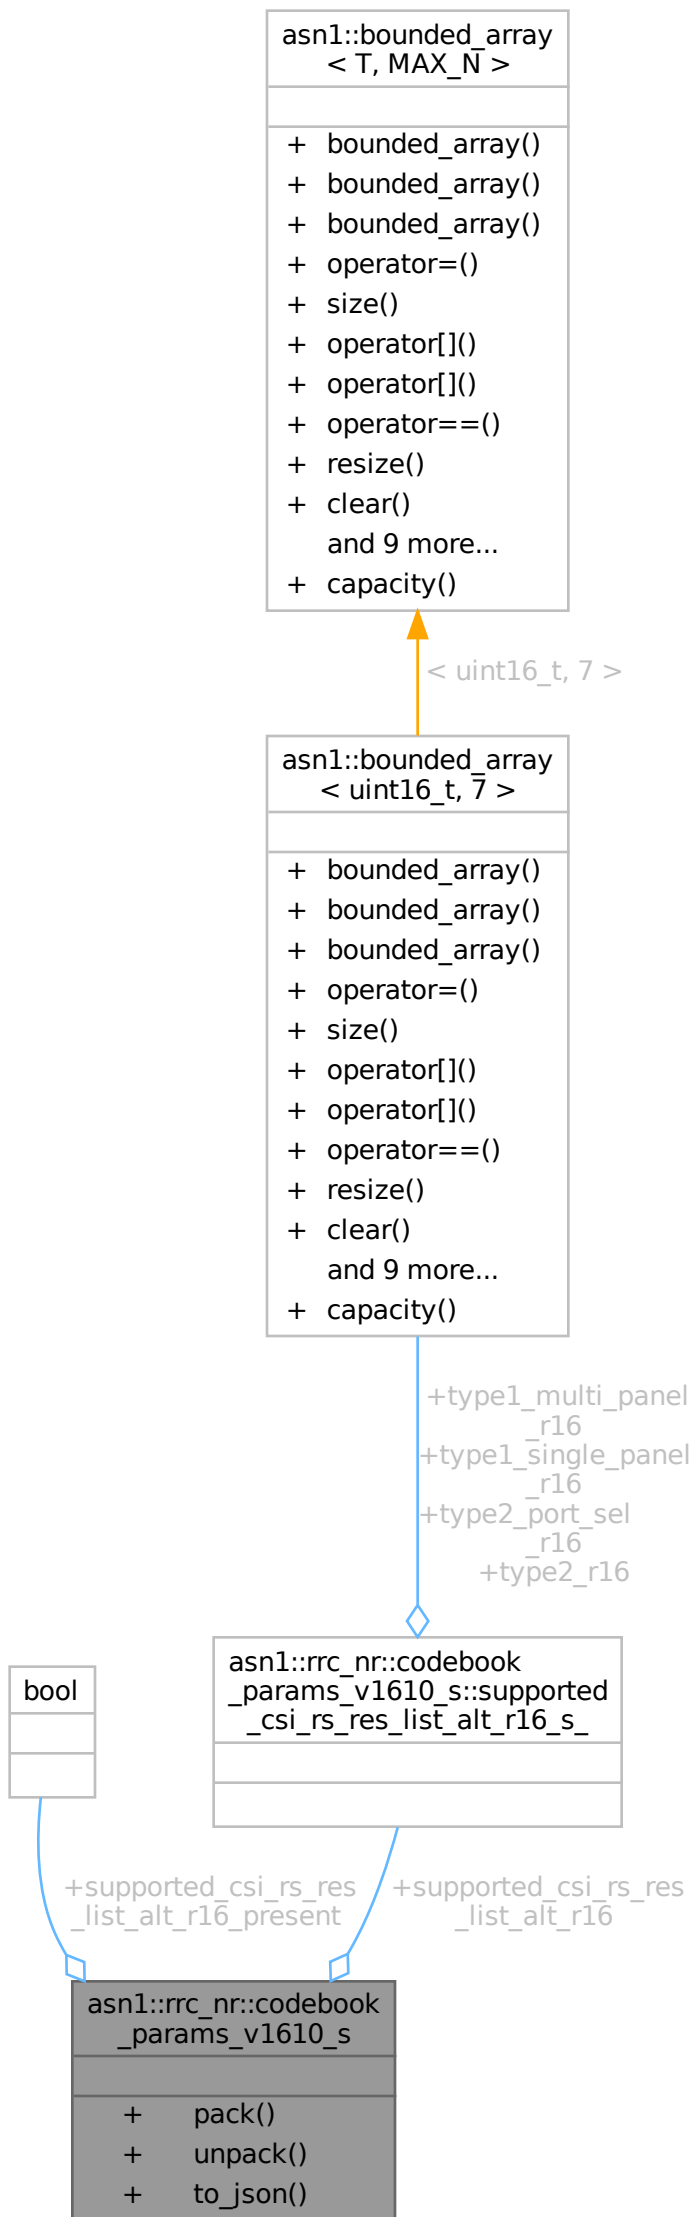 asn1::bounded_array
< T, MAX_N >
+ bounded_array()
+ bounded_array()
+ bounded_array()
+ operator=()
+ size()
+ operator[]()
+ operator[]()
+ operator==()
+ resize()
+ clear()
and 9 more...
+ capacity()
< uint16_t, 7 >
asn1::bounded_array
< uint16_t, 7 >
+ bounded_array()
+ bounded_array()
+ bounded_array()
+ operator=()
+ size()
+ operator[]()
+ operator[]()
+ operator==()
+ resize()
+ clear()
and 9 more...
+ capacity()
+type1_multi_panel
_r16
+type1_single_panel
_r16
+type2_port_sel
_r16
+type2_r16
asn1::rrc_nr::codebook
_params_v1610_s::supported
_csi_rs_res_list_alt_r16_s_
bool
+supported_csi_rs_res
_list_alt_r16_present
+supported_csi_rs_res
_list_alt_r16
asn1::rrc_nr::codebook
_params_v1610_s
+ pack()
+ unpack()
+ to_json()